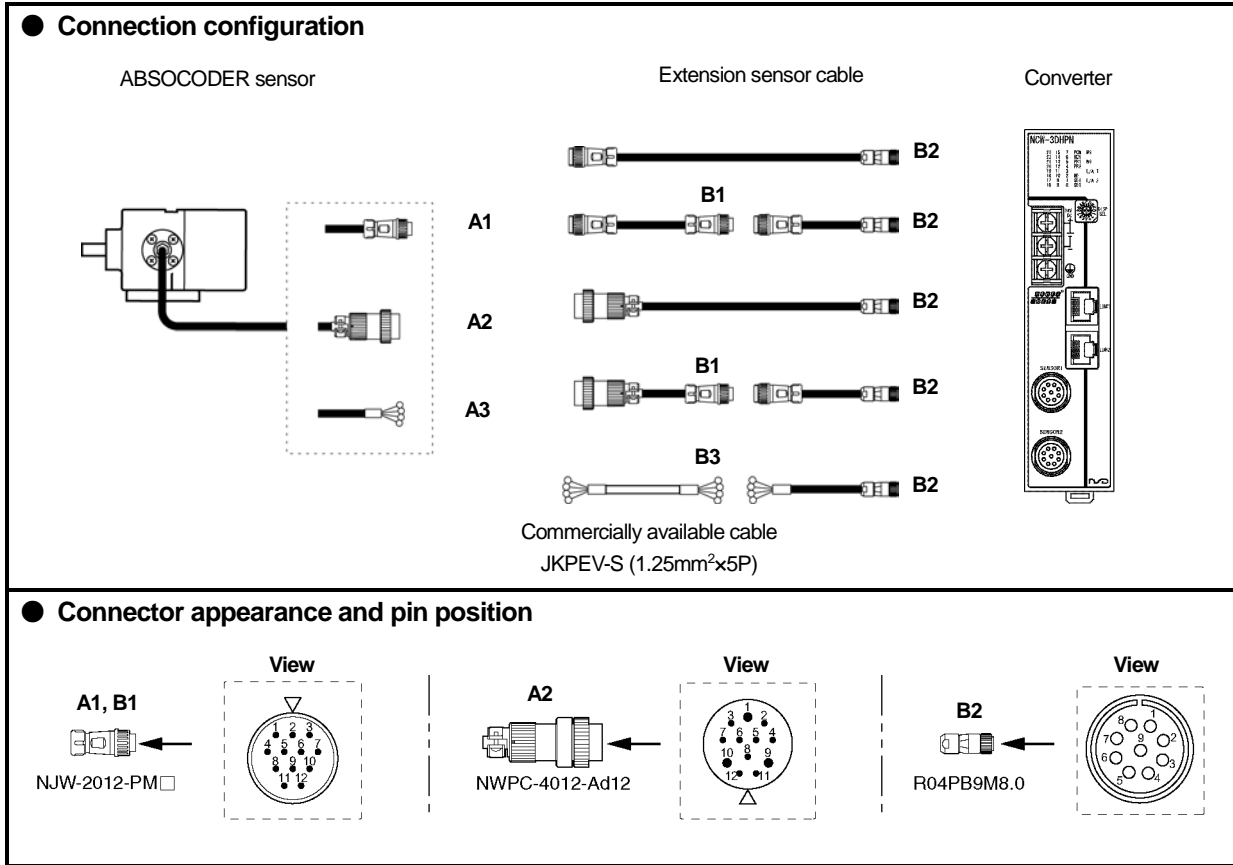 ● Connection configuration
ABSOCODER sensor
Extension sensor cable
Converter
A1
A2
A3
B2
B1
B2
B2
B1
B2
B3
B2
Commercially available cable
JKPEV-S (1.25mm²×5P)
NCW-3DHPN
SENSOR1
SENSOR2
● Connector appearance and pin position
A1, B1
NJW-2012-PM□
View
1 2 3
4 5 6 7
8 9 10
11 12
A2
NWPC-4012-Ad12
View
1
3 2
7 6 5 4
10 8 9
12 11
B2
R04PB9M8.0
View
8 1
7 9 2
6 3
5 4